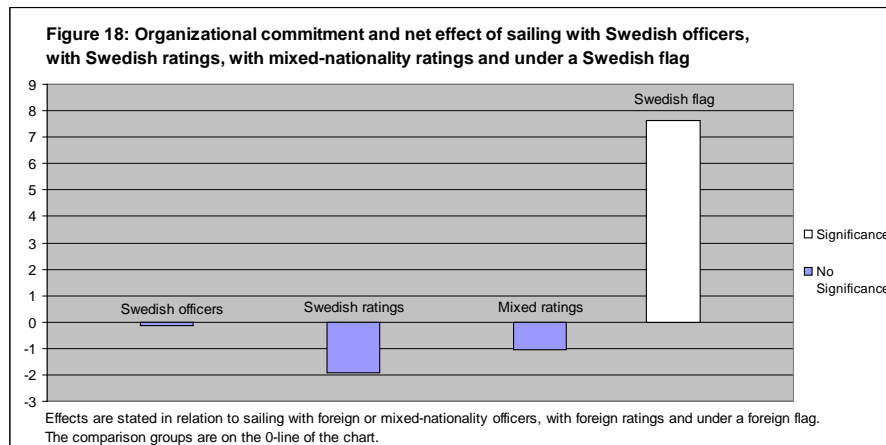 Figure 18: Organizational commitment and net effect of sailing with Swedish officers,
with Swedish ratings, with mixed-nationality ratings and under a Swedish flag
9
8
7
6
5
4
3
2
1
0
-1
-2
-3
Swedish flag
Swedish officers
Swedish ratings
Mixed ratings
Significance
No
Significance
Effects are stated in relation to sailing with foreign or mixed-nationality officers, with foreign ratings and under a foreign flag.
The comparison groups are on the 0-line of the chart.